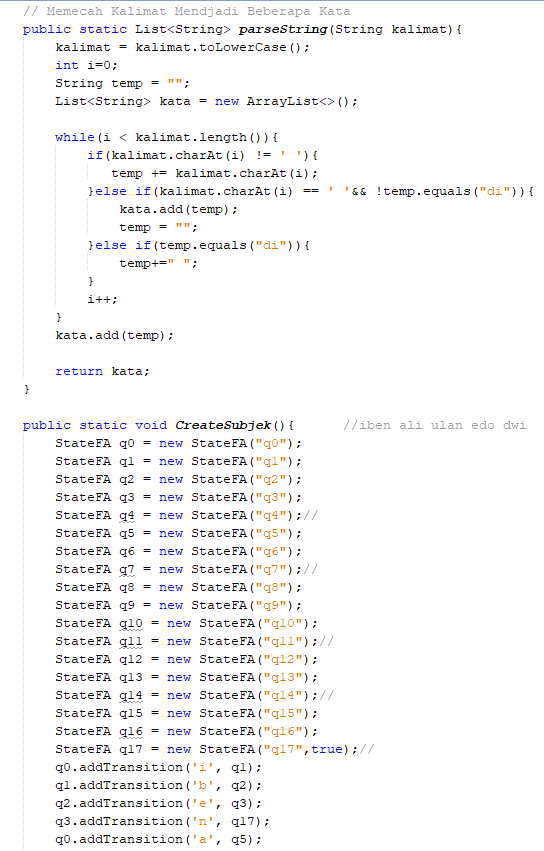 // Memecah Kalimat Mendjadi Beberapa Kata
public static List<String> parseString(String kalimat){
    kalimat = kalimat.toLowerCase();
    int i=0;
    String temp = "";
    List<String> kata = new ArrayList<>();

    while(i < kalimat.length()){
        if(kalimat.charAt(i) != ' '){
           temp += kalimat.charAt(i);
        }else if(kalimat.charAt(i) == ' '&& !temp.equals("di")){
            kata.add(temp);
            temp = "";
        }else if(temp.equals("di")){
            temp+=" ";
        }
        i++;
    }
    kata.add(temp);

    return kata;
}

public static void CreateSubjek(){      //iben ali ulan edo dwi
    StateFA q0 = new StateFA("q0");
    StateFA q1 = new StateFA("q1");
    StateFA q2 = new StateFA("q2");
    StateFA q3 = new StateFA("q3");
    StateFA q4 = new StateFA("q4");//
    StateFA q5 = new StateFA("q5");
    StateFA q6 = new StateFA("q6");
    StateFA q7 = new StateFA("q7");//
    StateFA q8 = new StateFA("q8");
    StateFA q9 = new StateFA("q9");
    StateFA q10 = new StateFA("q10");
    StateFA q11 = new StateFA("q11");//
    StateFA q12 = new StateFA("q12");
    StateFA q13 = new StateFA("q13");
    StateFA q14 = new StateFA("q14");//
    StateFA q15 = new StateFA("q15");
    StateFA q16 = new StateFA("q16");
    StateFA q17 = new StateFA("q17",true);//
    q0.addTransition('i', q1);
    q1.addTransition('b', q2);
    q2.addTransition('e', q3);
    q3.addTransition('n', q17);
    q0.addTransition('a', q5);